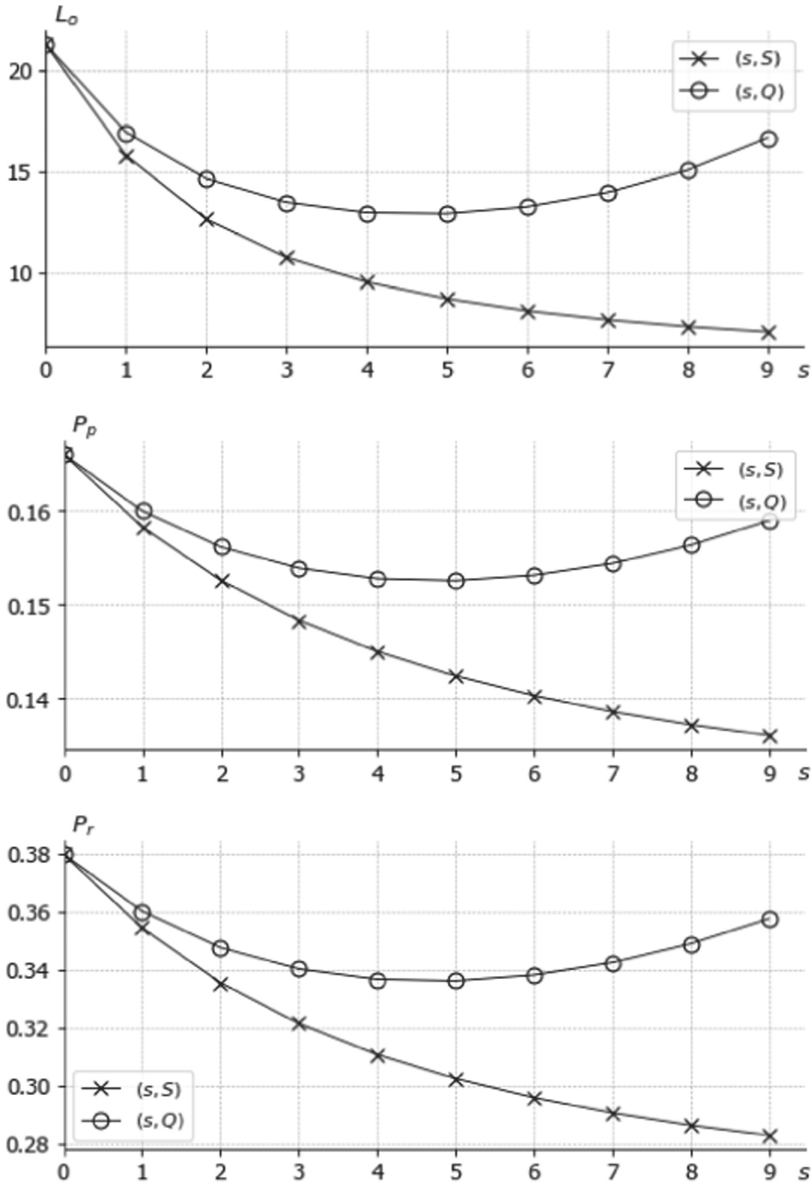 L_o
20
15
10
(s, S)
(s, Q)
0 1 2 3 4 5 6 7 8 9 s
P_p
0.16
0.15
0.14
(s, S)
(s, Q)
0 1 2 3 4 5 6 7 8 9 s
P_r
0.38
0.36
0.34
0.32
0.30
0.28
(s, S)
(s, Q)
0 1 2 3 4 5 6 7 8 9 s